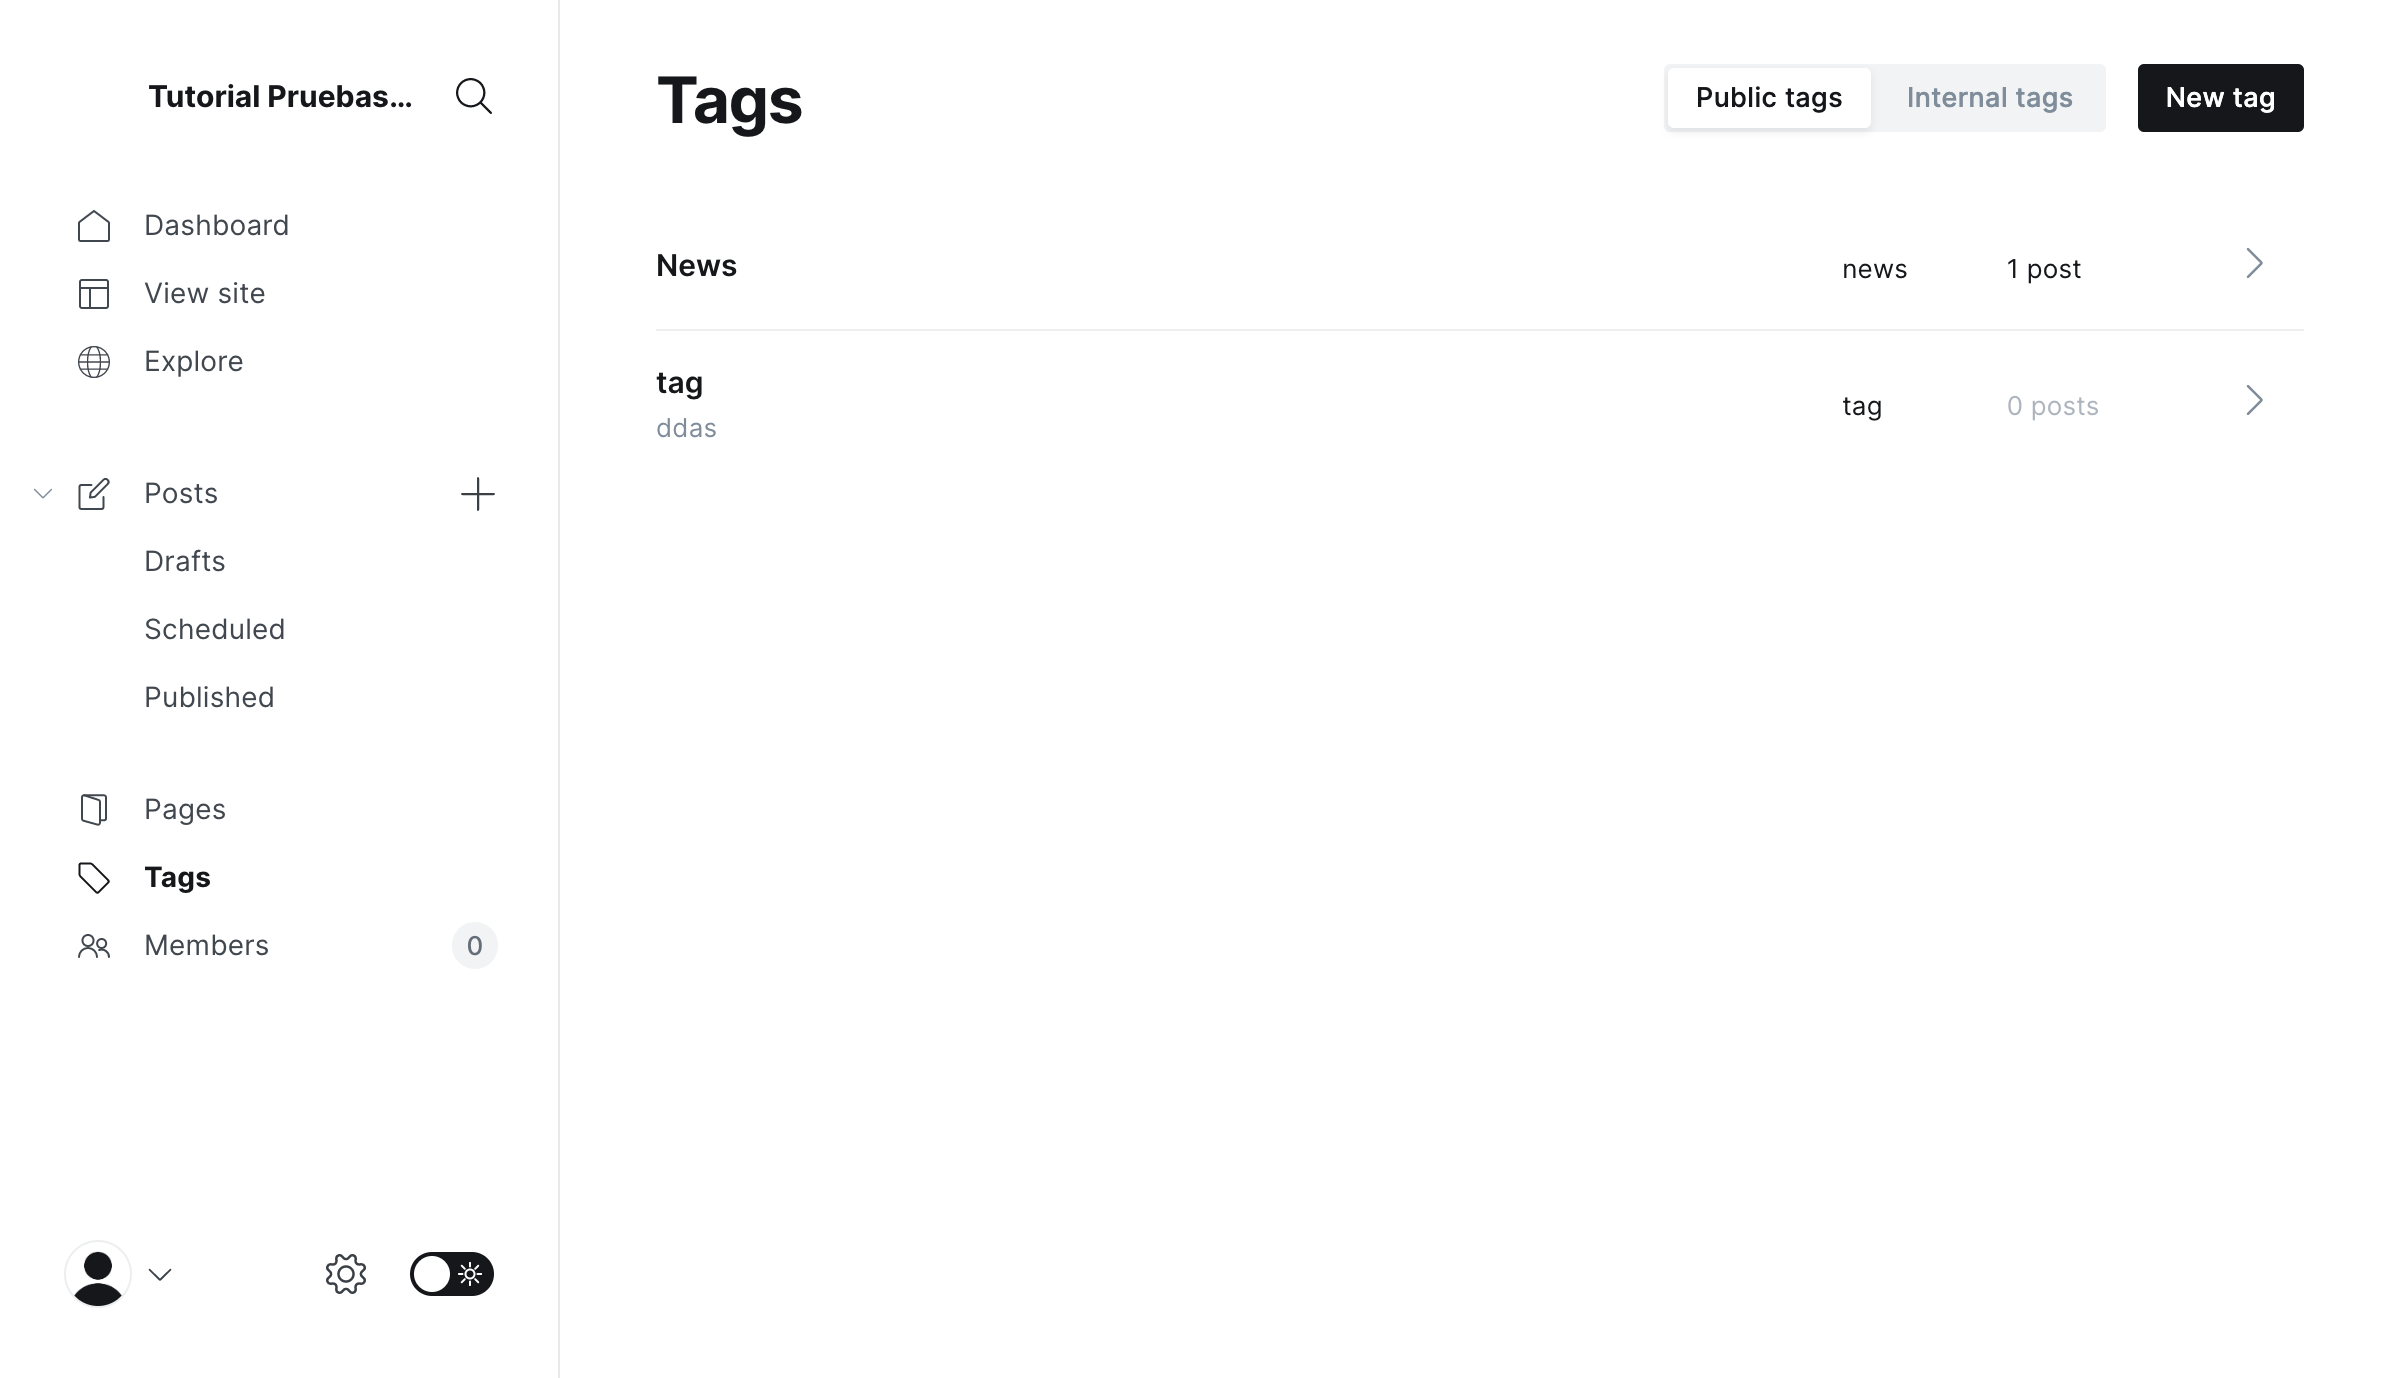 Tutorial Pruebas...
Dashboard
View site
Explore
Posts
Drafts
Scheduled
Published
Pages
Tags
Members 0
Tags
Public tags Internal tags New tag
News news 1 post
tag
ddas
tag 0 posts